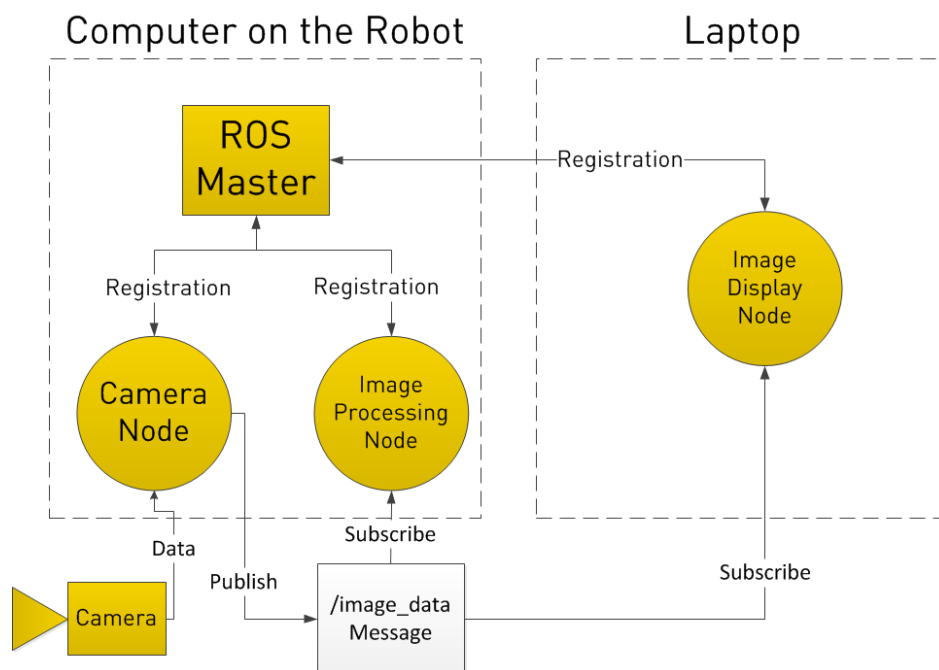 Computer on the Robot
Laptop
ROS
Master
Registration
Registration
Registration
Image
Display
Node
Camera
Node
Image
Processing
Node
Data
Subscribe
Publish
Subscribe
Camera
/image_data
Message